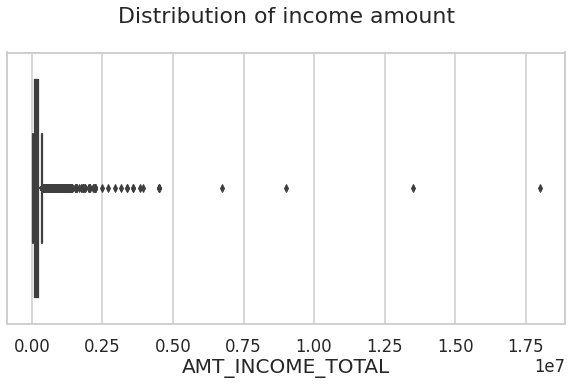 Distribution of income amount
0.00 0.25 0.50 0.75 1.00 1.25 1.50 1.75
1e7
AMT_INCOME_TOTAL